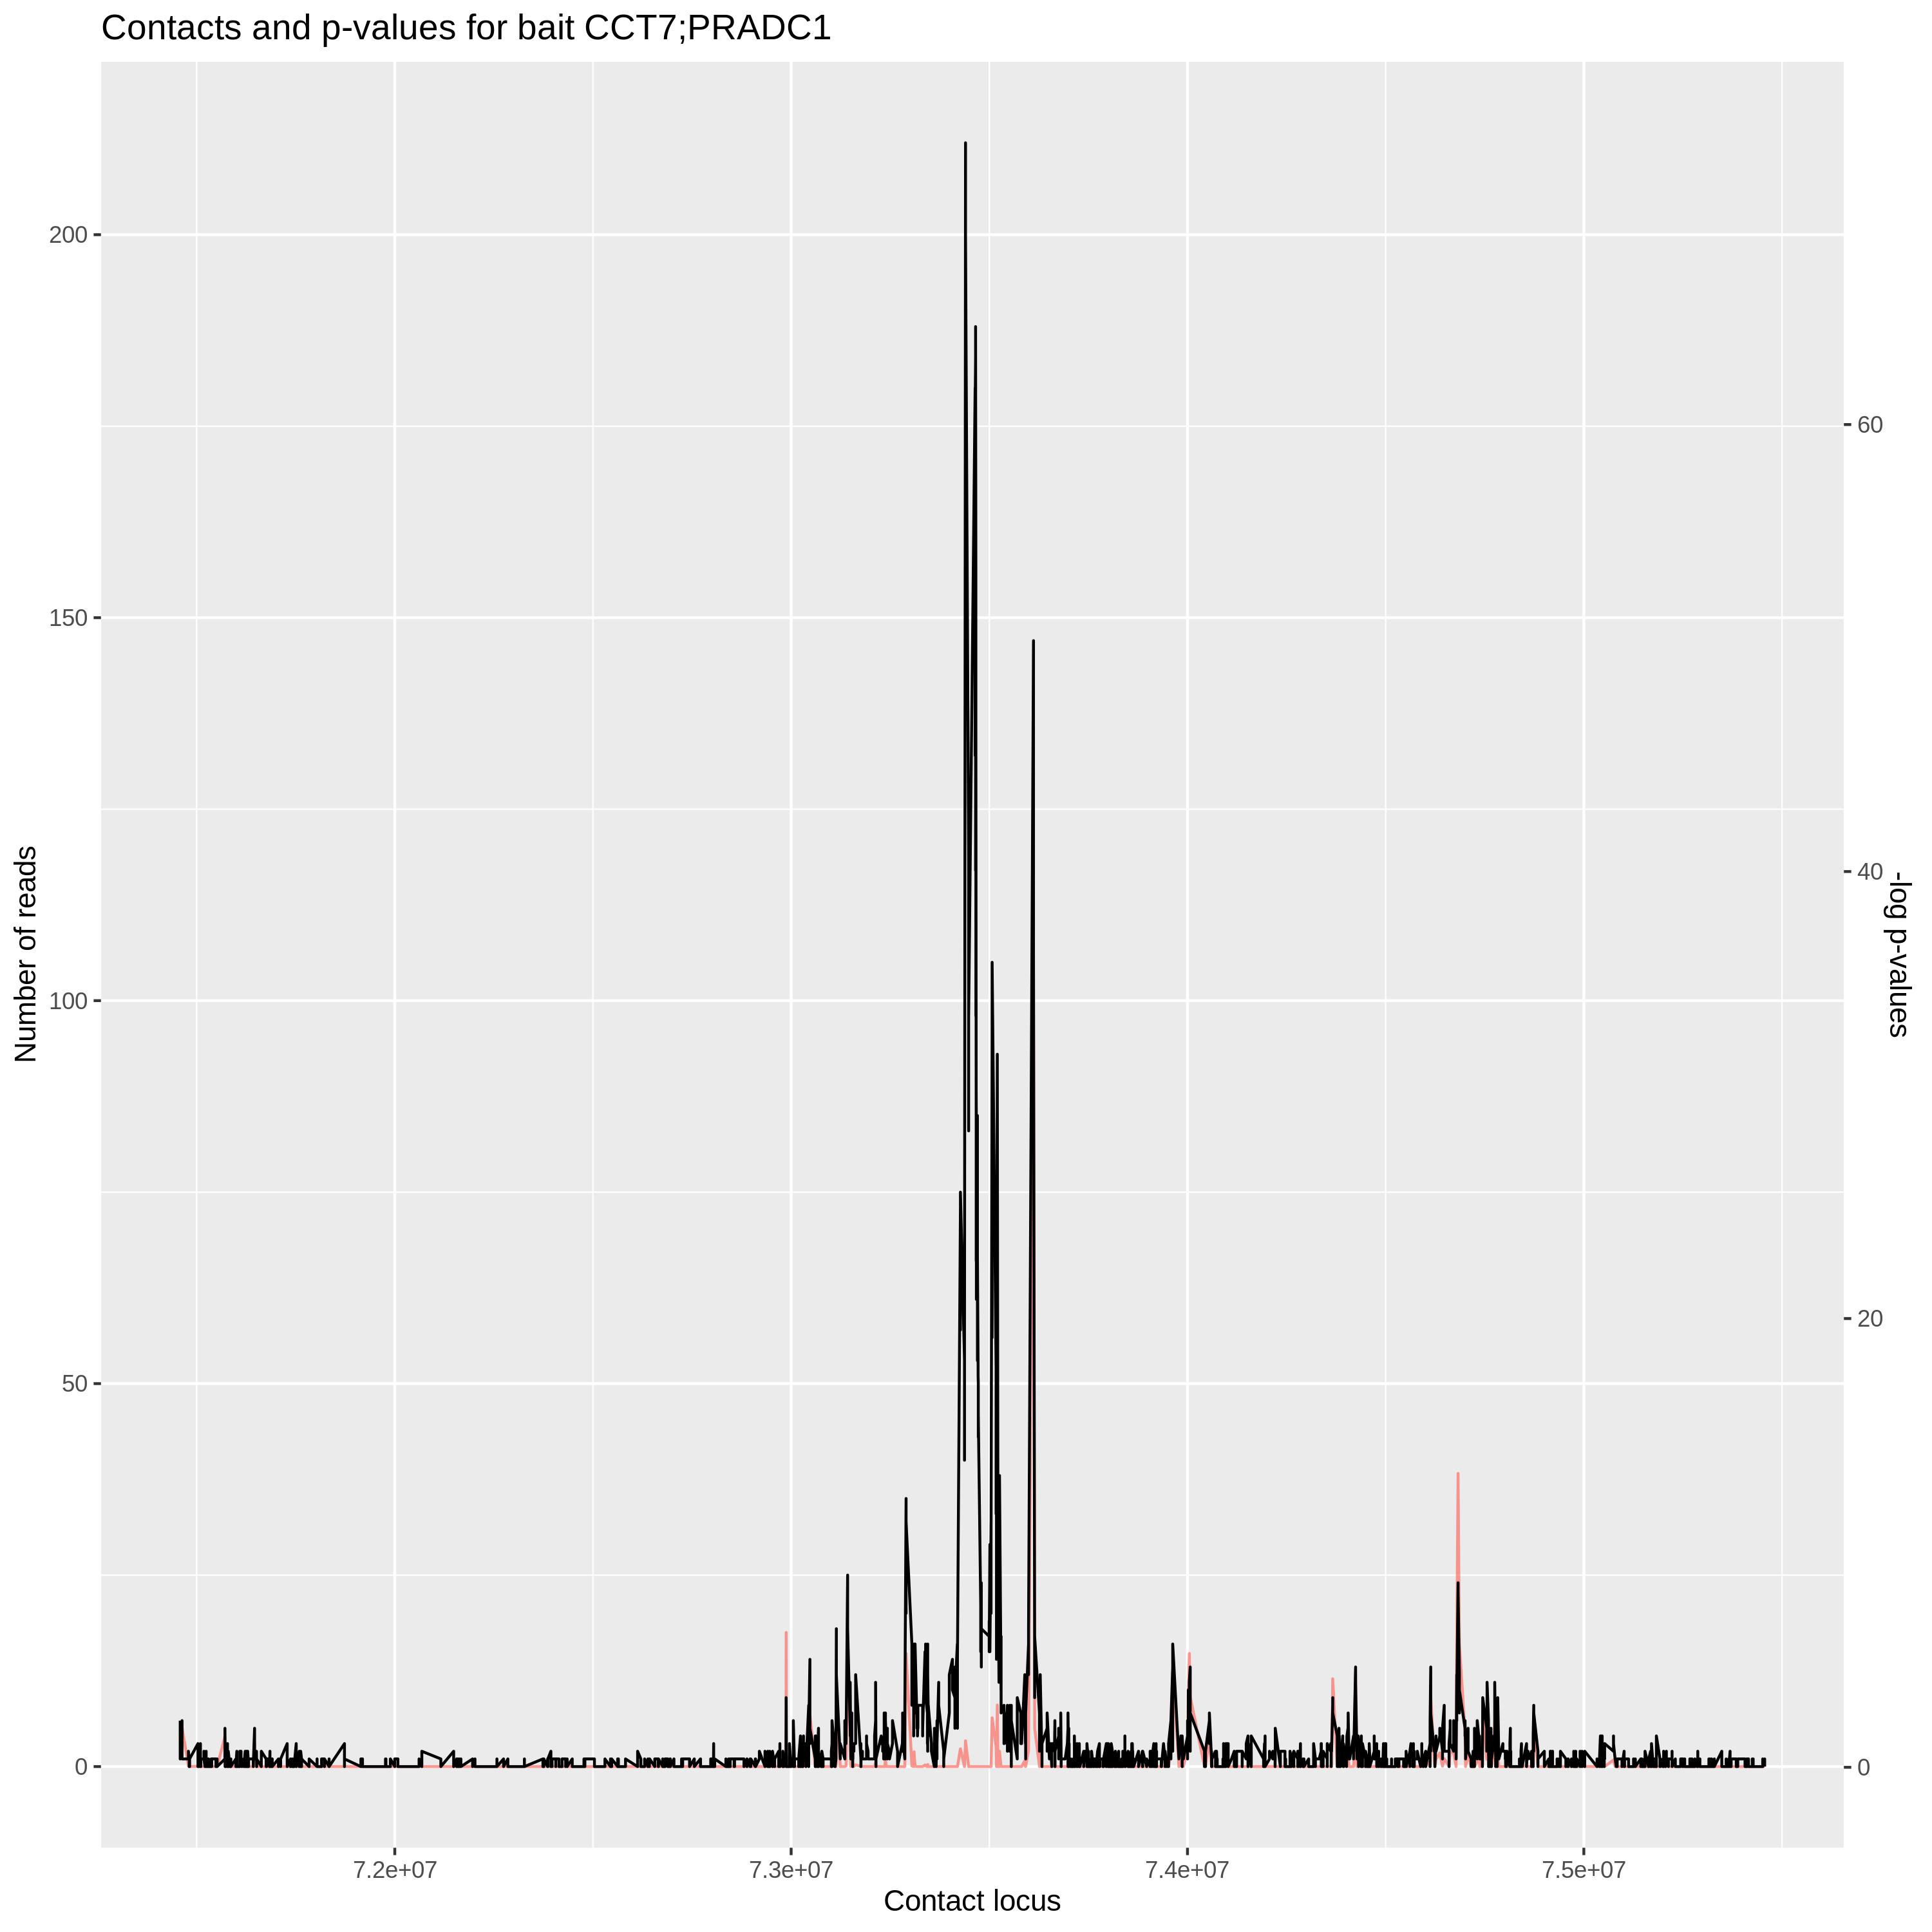 Contacts and p-values for bait CCT7;PRADC1
200
150
100
50
0
Number of reads
60
40
20
0
-log p-values
7.2e+07
7.3e+07
7.4e+07
7.5e+07
Contact locus